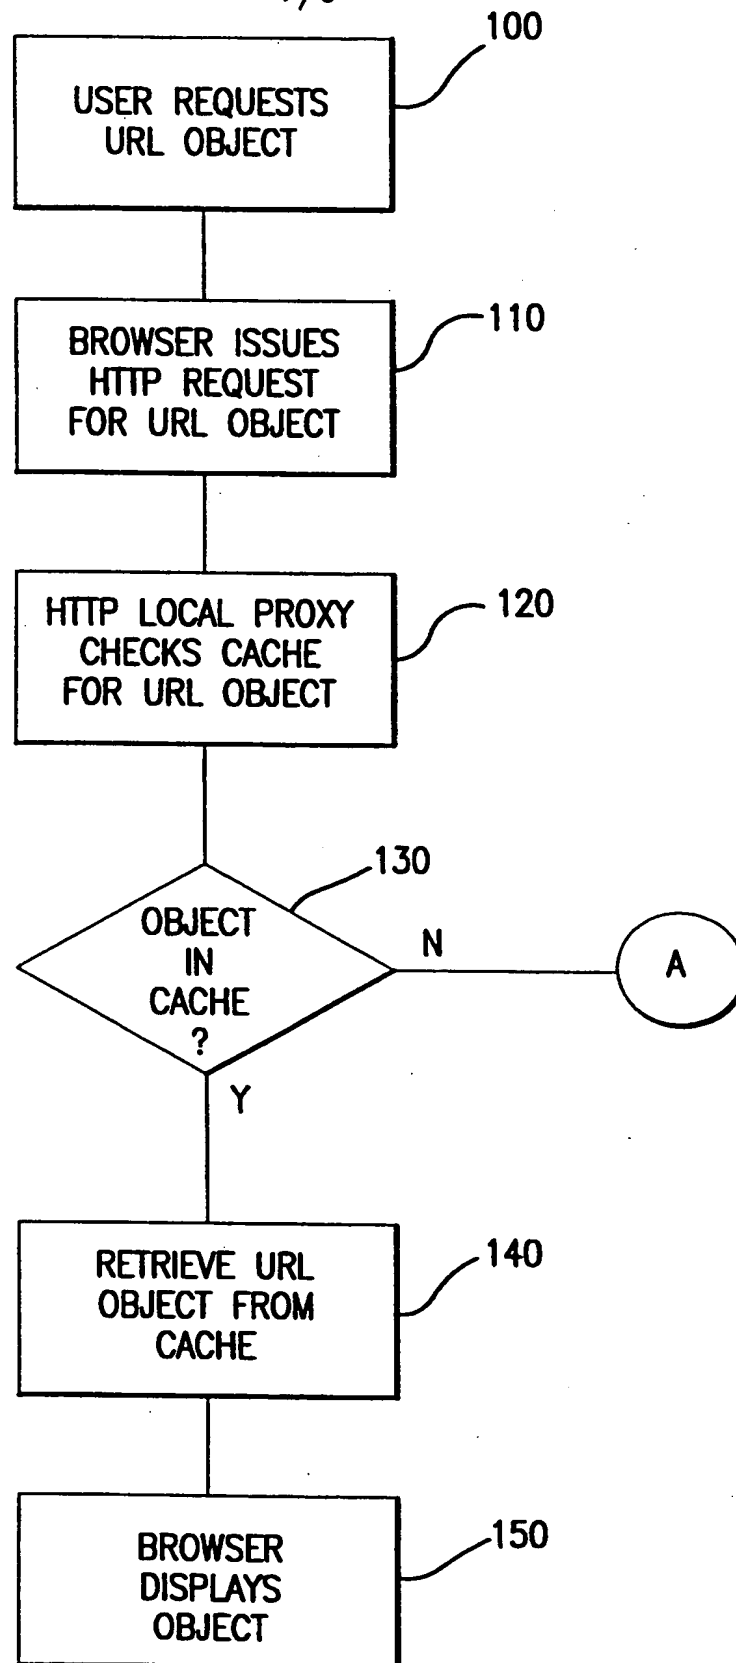 100
USER REQUESTS
URL OBJECT
110
BROWSER ISSUES
HTTP REQUEST
FOR URL OBJECT
120
HTTP LOCAL PROXY
CHECKS CACHE
FOR URL OBJECT
130
OBJECT
IN
CACHE
?
N
A
Y
140
RETRIEVE URL
OBJECT FROM
CACHE
150
BROWSER
DISPLAYS
OBJECT